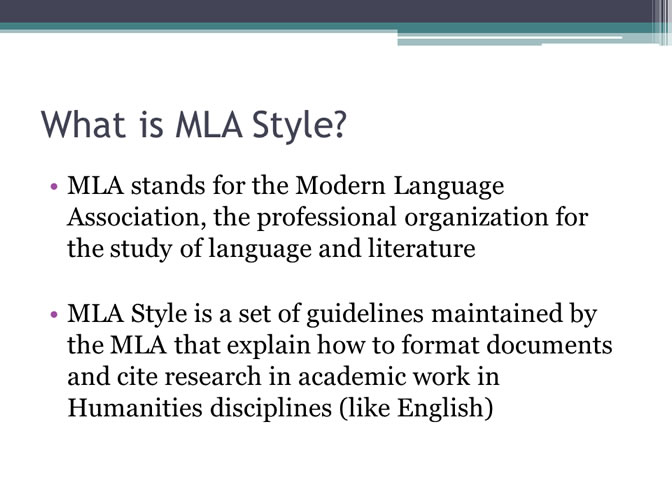 What is MLA Style?
• MLA stands for the Modern Language
Association, the professional organization for
the study of language and literature
• MLA Style is a set of guidelines maintained by
the MLA that explain how to format documents
and cite research in academic work in
Humanities disciplines (like English)